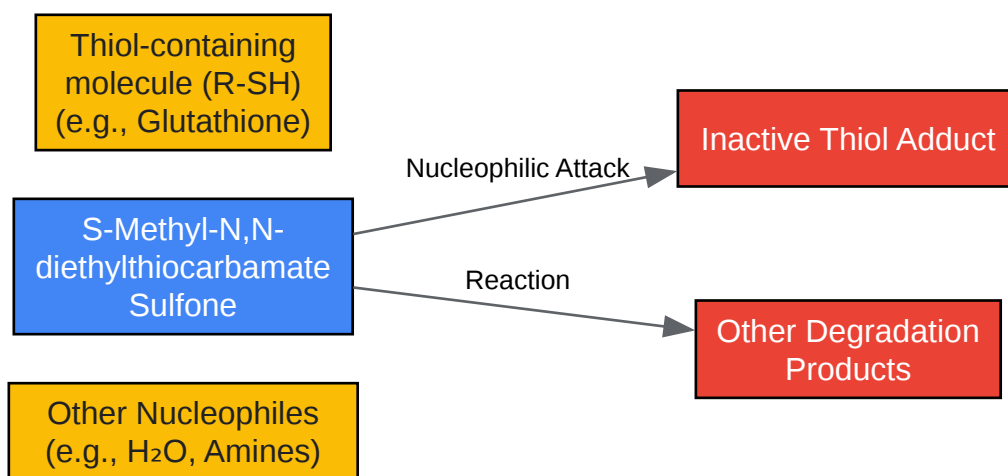 Thiol-containing
molecule (R-SH)
(e.g., Glutathione)
Nucleophilic Attack
Inactive Thiol Adduct
S-Methyl-N,N-
diethylthiocarbamate
Sulfone
Reaction
Other Degradation
Products
Other Nucleophiles
(e.g., H₂O, Amines)